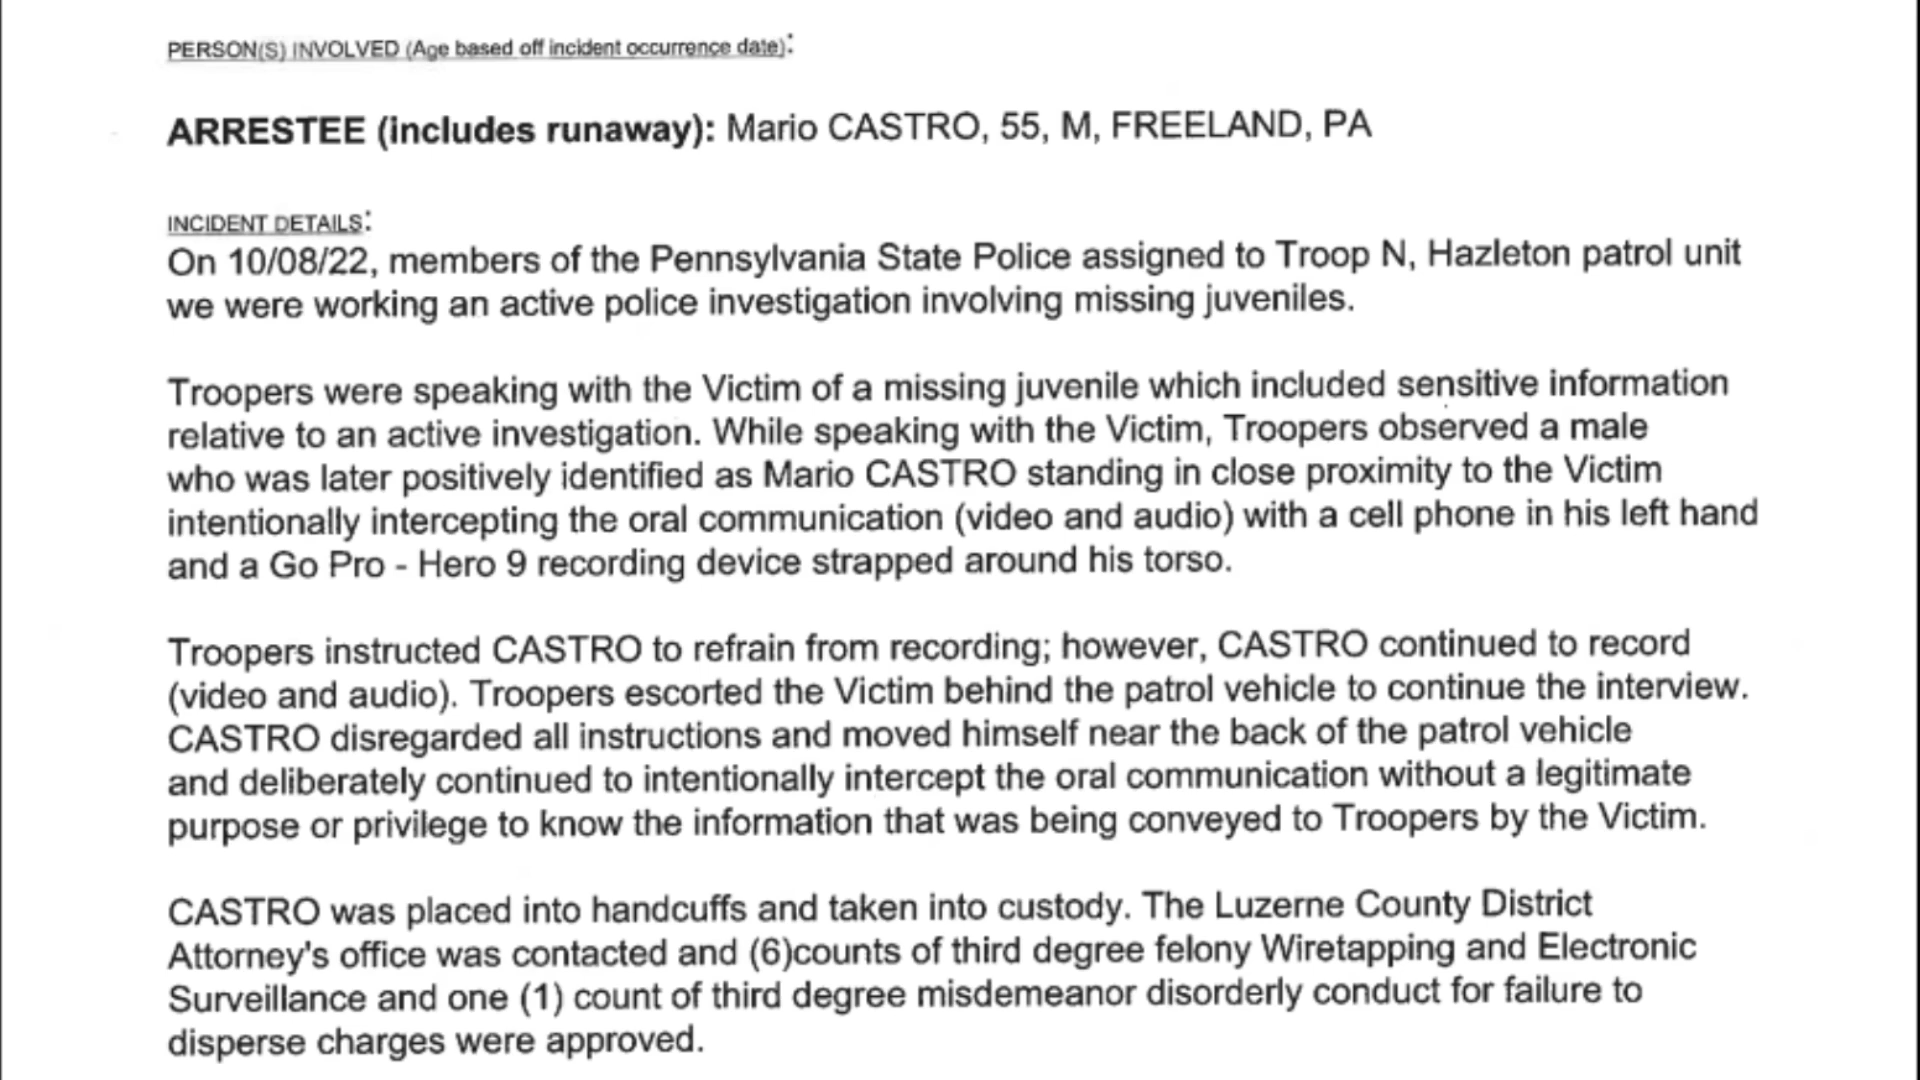 PERSON(S) INVOLVED (Age based off incident occurrence date):
ARRESTEE (includes runaway): Mario CASTRO, 55, M, FREELAND, PA
INCIDENT DETAILS:
On 10/08/22, members of the Pennsylvania State Police assigned to Troop N, Hazleton patrol unit
we were working an active police investigation involving missing juveniles.
Troopers were speaking with the Victim of a missing juvenile which included sensitive information
relative to an active investigation. While speaking with the Victim, Troopers observed a male
who was later positively identified as Mario CASTRO standing in close proximity to the Victim
intentionally intercepting the oral communication (video and audio) with a cell phone in his left hand
and a Go Pro - Hero 9 recording device strapped around his torso.
Troopers instructed CASTRO to refrain from recording; however, CASTRO continued to record
(video and audio). Troopers escorted the Victim behind the patrol vehicle to continue the interview.
CASTRO disregarded all instructions and moved himself near the back of the patrol vehicle
and deliberately continued to intentionally intercept the oral communication without a legitimate
purpose or privilege to know the information that was being conveyed to Troopers by the Victim.
CASTRO was placed into handcuffs and taken into custody. The Luzerne County District
Attorney's office was contacted and (6)counts of third degree felony Wiretapping and Electronic
Surveillance and one (1) count of third degree misdemeanor disorderly conduct for failure to
disperse charges were approved.